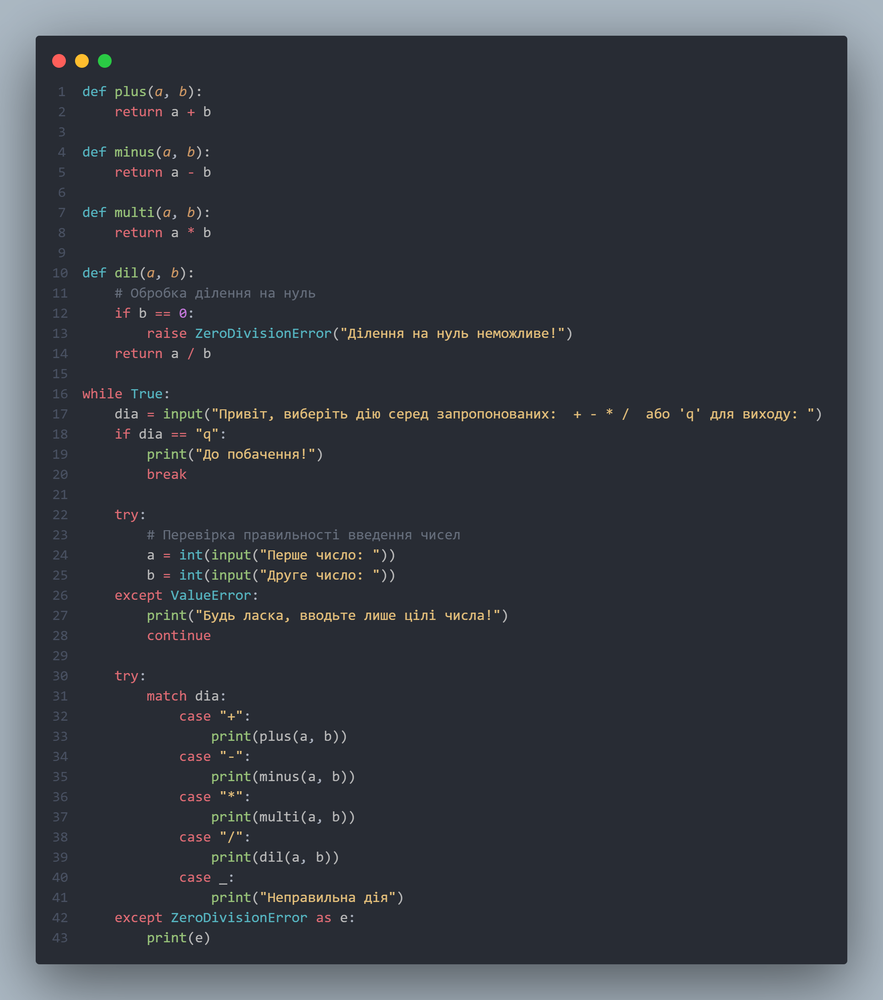 1 def plus(a, b):
2     return a + b
3
4 def minus(a, b):
5     return a - b
6
7 def multi(a, b):
8     return a * b
9
10 def dil(a, b):
11     # Обробка ділення на нуль
12     if b == 0:
13         raise ZeroDivisionError("Ділення на нуль неможливе!")
14     return a / b
15
16 while True:
17     dia = input("Привіт, виберіть дію серед запропонованих:  + - * /  або 'q' для виходу: ")
18     if dia == "q":
19         print("До побачення!")
20         break
21
22     try:
23         # Перевірка правильності введення чисел
24         a = int(input("Перше число: "))
25         b = int(input("Друге число: "))
26     except ValueError:
27         print("Будь ласка, вводьте лише цілі числа!")
28         continue
29
30     try:
31         match dia:
32             case "+":
33                 print(plus(a, b))
34             case "-":
35                 print(minus(a, b))
36             case "*":
37                 print(multi(a, b))
38             case "/":
39                 print(dil(a, b))
40             case _:
41                 print("Неправильна дія")
42     except ZeroDivisionError as e:
43         print(e)